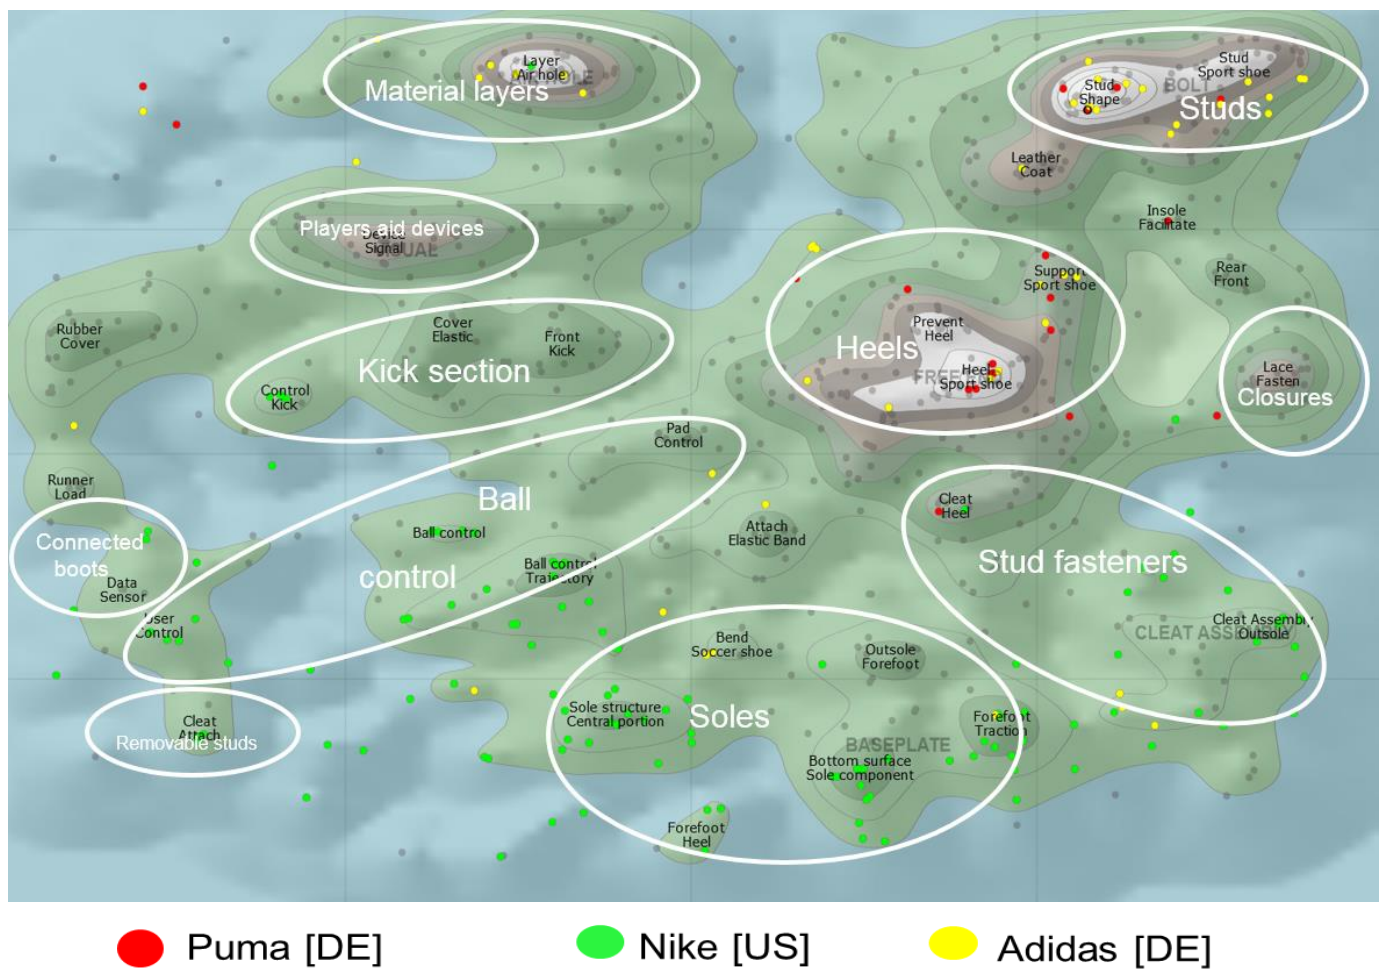 Layer
Air hole
AIR HOLE
Material layers
Stud
Sport shoe
Stud
Shape
BOLT
Studs
Leather
Coat
Players aid devices
Device
Signal
Insole
Facilitate
Rear
Front
Support
Sport shoe
Rubber
Cover
Cover
Elastic
Front
Kick
Kick section
Control
Kick
Prevent
Heel
Heels
Heel
Sport shoe
Lace
Fasten
Closures
Pad
Control
Runner
Load
Ball
control
Ball control
Ball control
Trajectory
Attach
Elastic Band
Cleat
Heel
Stud fasteners
Connected
boots
Data
Sensor
User
Control
Cleat Assembly
Outsole
CLEAT ASSEMBLY
Bend
Soccer shoe
Outsole
Forefoot
Sole structure
Central portion
Soles
Forefoot
Traction
Cleat
Attach
Removable studs
BASEPLATE
Bottom surface
Sole component
Forefoot
Heel
Puma [DE]
Nike [US]
Adidas [DE]